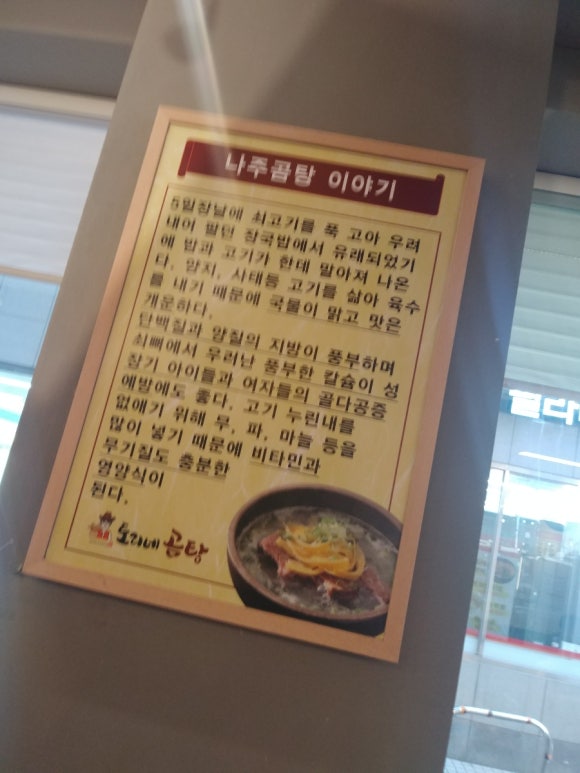 나주곰탕 이야기
5일장날에 쇠고기를 푹 고아 우려
내어 팔던 장국밥에서 유래되었기
에 밥과 고기가 한데 말아져 나온
다. 양지, 사태등 고기를 삶아 육수
를 내기 때문에 국물이 맑고 맛은
개운하다.
단백질과 양질의 지방이 풍부하며
쇠뼈에서 우러난 풍부한 칼슘이 성
장기 아이들과 여자들의 골다공증
예방에도 좋다. 고기 누린내를
없애기 위해 무, 파, 마늘 등을
많이 넣기 때문에 비타민과
무기질도 충분한
영양식이
된다.
토리네 곰탕